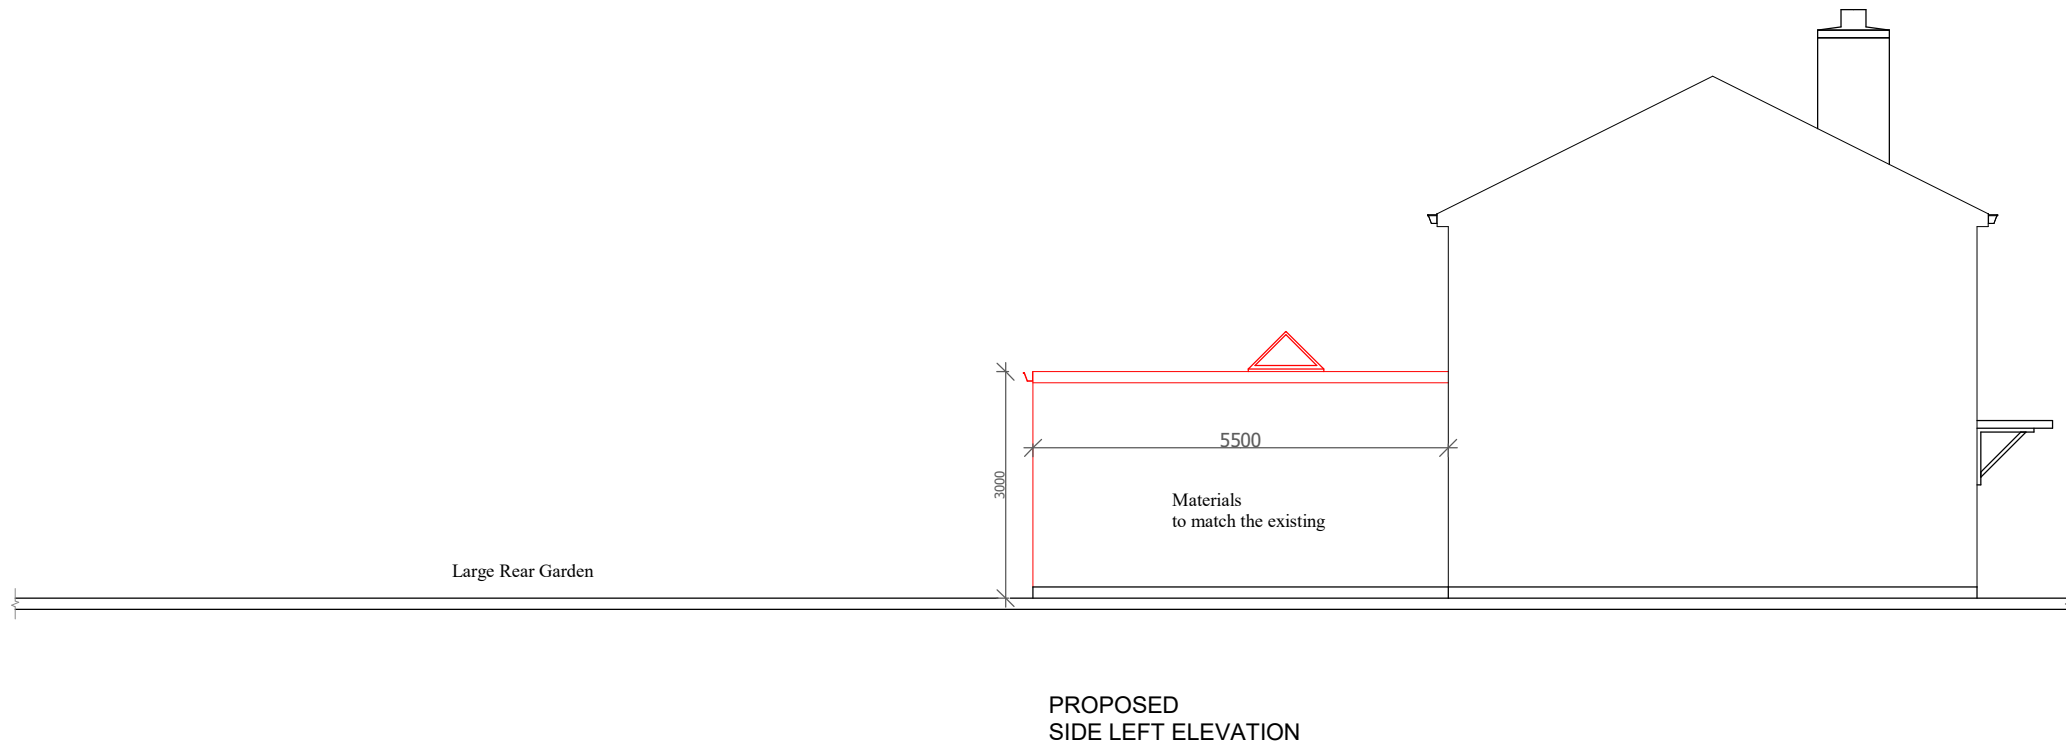 5500
3000
Materials
to match the existing
Large Rear Garden
PROPOSED
SIDE LEFT ELEVATION